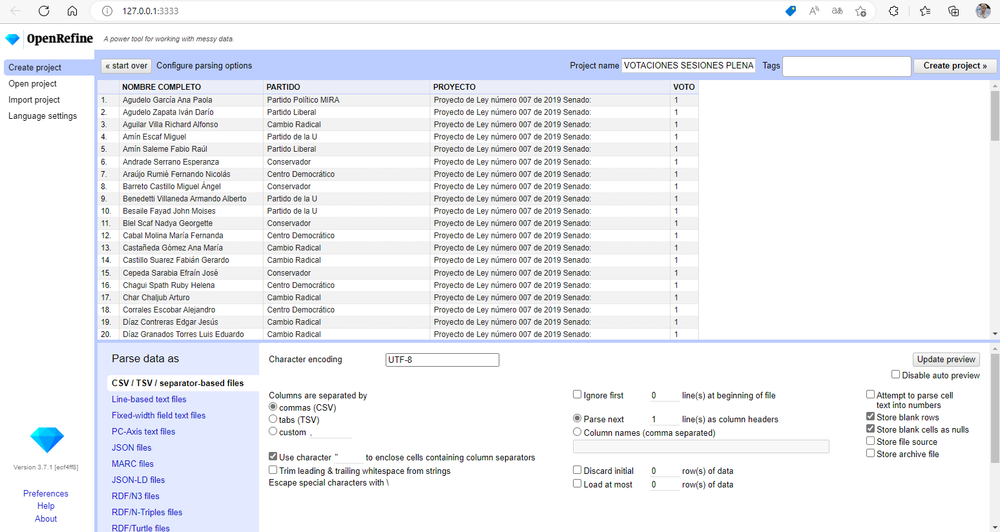 127.0.0.1:3333
OpenRefine A power tool for working with messy data.
Create project
Open project
Import project
Language settings
« start over Configure parsing options Project name VOTACIONES SESIONES PLENA Tags Create project »
NOMBRE COMPLETO PARTIDO PROYECTO VOTO
1. Agudelo García Ana Paola Partido Político MIRA Proyecto de Ley número 007 de 2019 Senado: 1
2. Agudelo Zapata Iván Darío Partido Liberal Proyecto de Ley número 007 de 2019 Senado: 1
3. Aguilar Villa Richard Alfonso Cambio Radical Proyecto de Ley número 007 de 2019 Senado: 1
4. Amín Escaf Miguel Partido de la U Proyecto de Ley número 007 de 2019 Senado: 1
5. Amín Saleme Fabio Raúl Partido Liberal Proyecto de Ley número 007 de 2019 Senado: 1
6. Andrade Serrano Esperanza Conservador Proyecto de Ley número 007 de 2019 Senado: 1
7. Araújo Rumié Fernando Nicolás Centro Democrático Proyecto de Ley número 007 de 2019 Senado: 1
8. Barreto Castillo Miguel Ángel Conservador Proyecto de Ley número 007 de 2019 Senado: 1
9. Benedetti Villaneda Armando Alberto Partido de la U Proyecto de Ley número 007 de 2019 Senado: 1
10. Besaile Fayad John Moises Partido de la U Proyecto de Ley número 007 de 2019 Senado: 1
11. Blel Scaf Nadya Georgette Conservador Proyecto de Ley número 007 de 2019 Senado: 1
12. Cabal Molina María Fernanda Centro Democrático Proyecto de Ley número 007 de 2019 Senado: 1
13. Castañeda Gómez Ana María Cambio Radical Proyecto de Ley número 007 de 2019 Senado: 1
14. Castillo Suarez Fabián Gerardo Cambio Radical Proyecto de Ley número 007 de 2019 Senado: 1
15. Cepeda Sarabia Efraín José Conservador Proyecto de Ley número 007 de 2019 Senado: 1
16. Chagui Spath Ruby Helena Centro Democrático Proyecto de Ley número 007 de 2019 Senado: 1
17. Char Chaljub Arturo Cambio Radical Proyecto de Ley número 007 de 2019 Senado: 1
18. Corrales Escobar Alejandro Centro Democrático Proyecto de Ley número 007 de 2019 Senado: 1
19. Díaz Contreras Edgar Jesús Cambio Radical Proyecto de Ley número 007 de 2019 Senado: 1
20. Díaz Granados Torres Luis Eduardo Cambio Radical Proyecto de Ley número 007 de 2019 Senado: 1
Parse data as
CSV / TSV / separator-based files
Line-based text files
Fixed-width field text files
PC-Axis text files
JSON files
MARC files
JSON-LD files
RDF/N3 files
RDF/N-Triples files
RDF/Turtle files
Character encoding UTF-8
Update preview
Disable auto preview
Columns are separated by
commas (CSV)
tabs (TSV)
custom ,
Use character " to enclose cells containing column separators
Trim leading & trailing whitespace from strings
Escape special characters with \
Ignore first 0 line(s) at beginning of file
Parse next 1 line(s) as column headers
Column names (comma separated)
Discard initial 0 row(s) of data
Load at most 0 row(s) of data
Attempt to parse cell
text into numbers
Store blank rows
Store blank cells as nulls
Store file source
Store archive file
Version 3.7.1 [ecf4ff8]
Preferences
Help
About